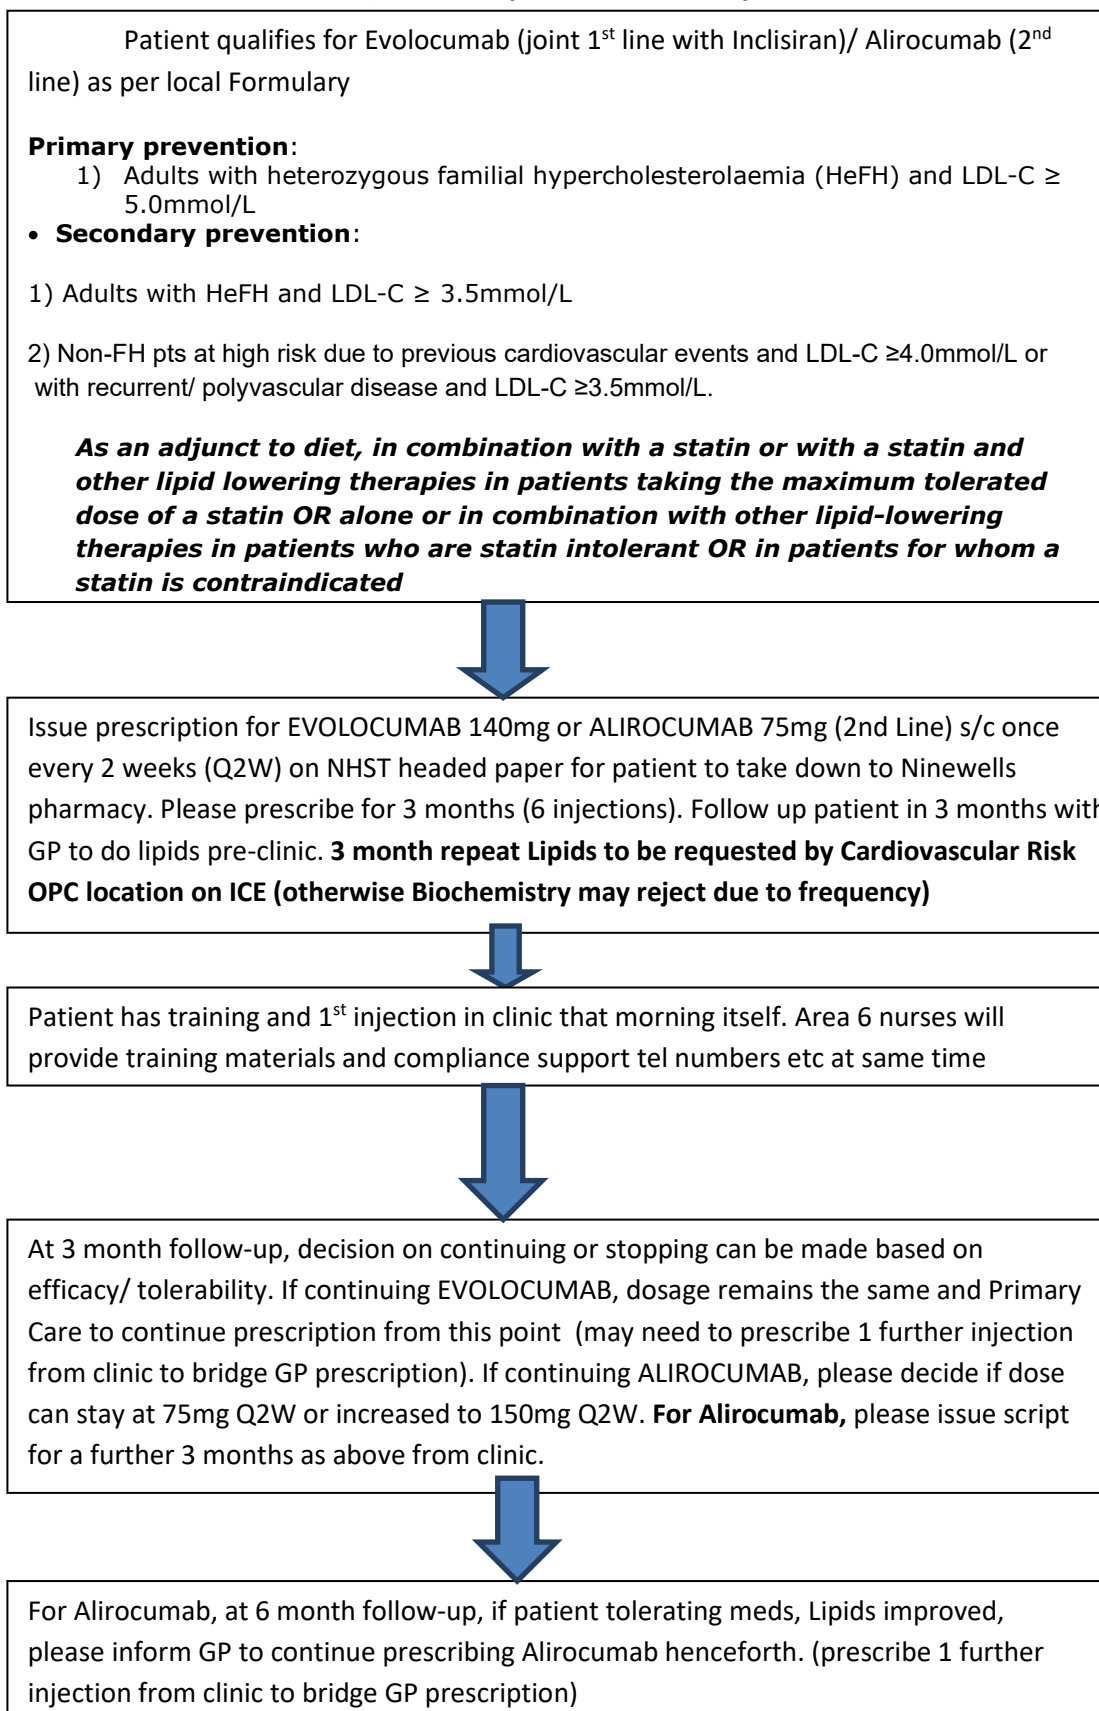 Patient qualifies for Evolocumab (joint 1st line with Inclisiran)/ Alirocumab (2nd
line) as per local Formulary
Primary prevention:
1) Adults with heterozygous familial hypercholesterolaemia (HeFH) and LDL-C ≥
5.0mmol/L
• Secondary prevention:
1) Adults with HeFH and LDL-C ≥ 3.5mmol/L
2) Non-FH pts at high risk due to previous cardiovascular events and LDL-C ≥4.0mmol/L or
with recurrent/ polyvascular disease and LDL-C ≥3.5mmol/L.
As an adjunct to diet, in combination with a statin or with a statin and
other lipid lowering therapies in patients taking the maximum tolerated
dose of a statin OR alone or in combination with other lipid-lowering
therapies in patients who are statin intolerant OR in patients for whom a
statin is contraindicated
Issue prescription for EVOLOCUMAB 140mg or ALIROCUMAB 75mg (2nd Line) s/c once
every 2 weeks (Q2W) on NHST headed paper for patient to take down to Ninewells
pharmacy. Please prescribe for 3 months (6 injections). Follow up patient in 3 months with
GP to do lipids pre-clinic. 3 month repeat Lipids to be requested by Cardiovascular Risk
OPC location on ICE (otherwise Biochemistry may reject due to frequency)
Patient has training and 1st injection in clinic that morning itself. Area 6 nurses will
provide training materials and compliance support tel numbers etc at same time
At 3 month follow-up, decision on continuing or stopping can be made based on
efficacy/ tolerability. If continuing EVOLOCUMAB, dosage remains the same and Primary
Care to continue prescription from this point (may need to prescribe 1 further injection
from clinic to bridge GP prescription). If continuing ALIROCUMAB, please decide if dose
can stay at 75mg Q2W or increased to 150mg Q2W. For Alirocumab, please issue script
for a further 3 months as above from clinic.
For Alirocumab, at 6 month follow-up, if patient tolerating meds, Lipids improved,
please inform GP to continue prescribing Alirocumab henceforth. (prescribe 1 further
injection from clinic to bridge GP prescription)